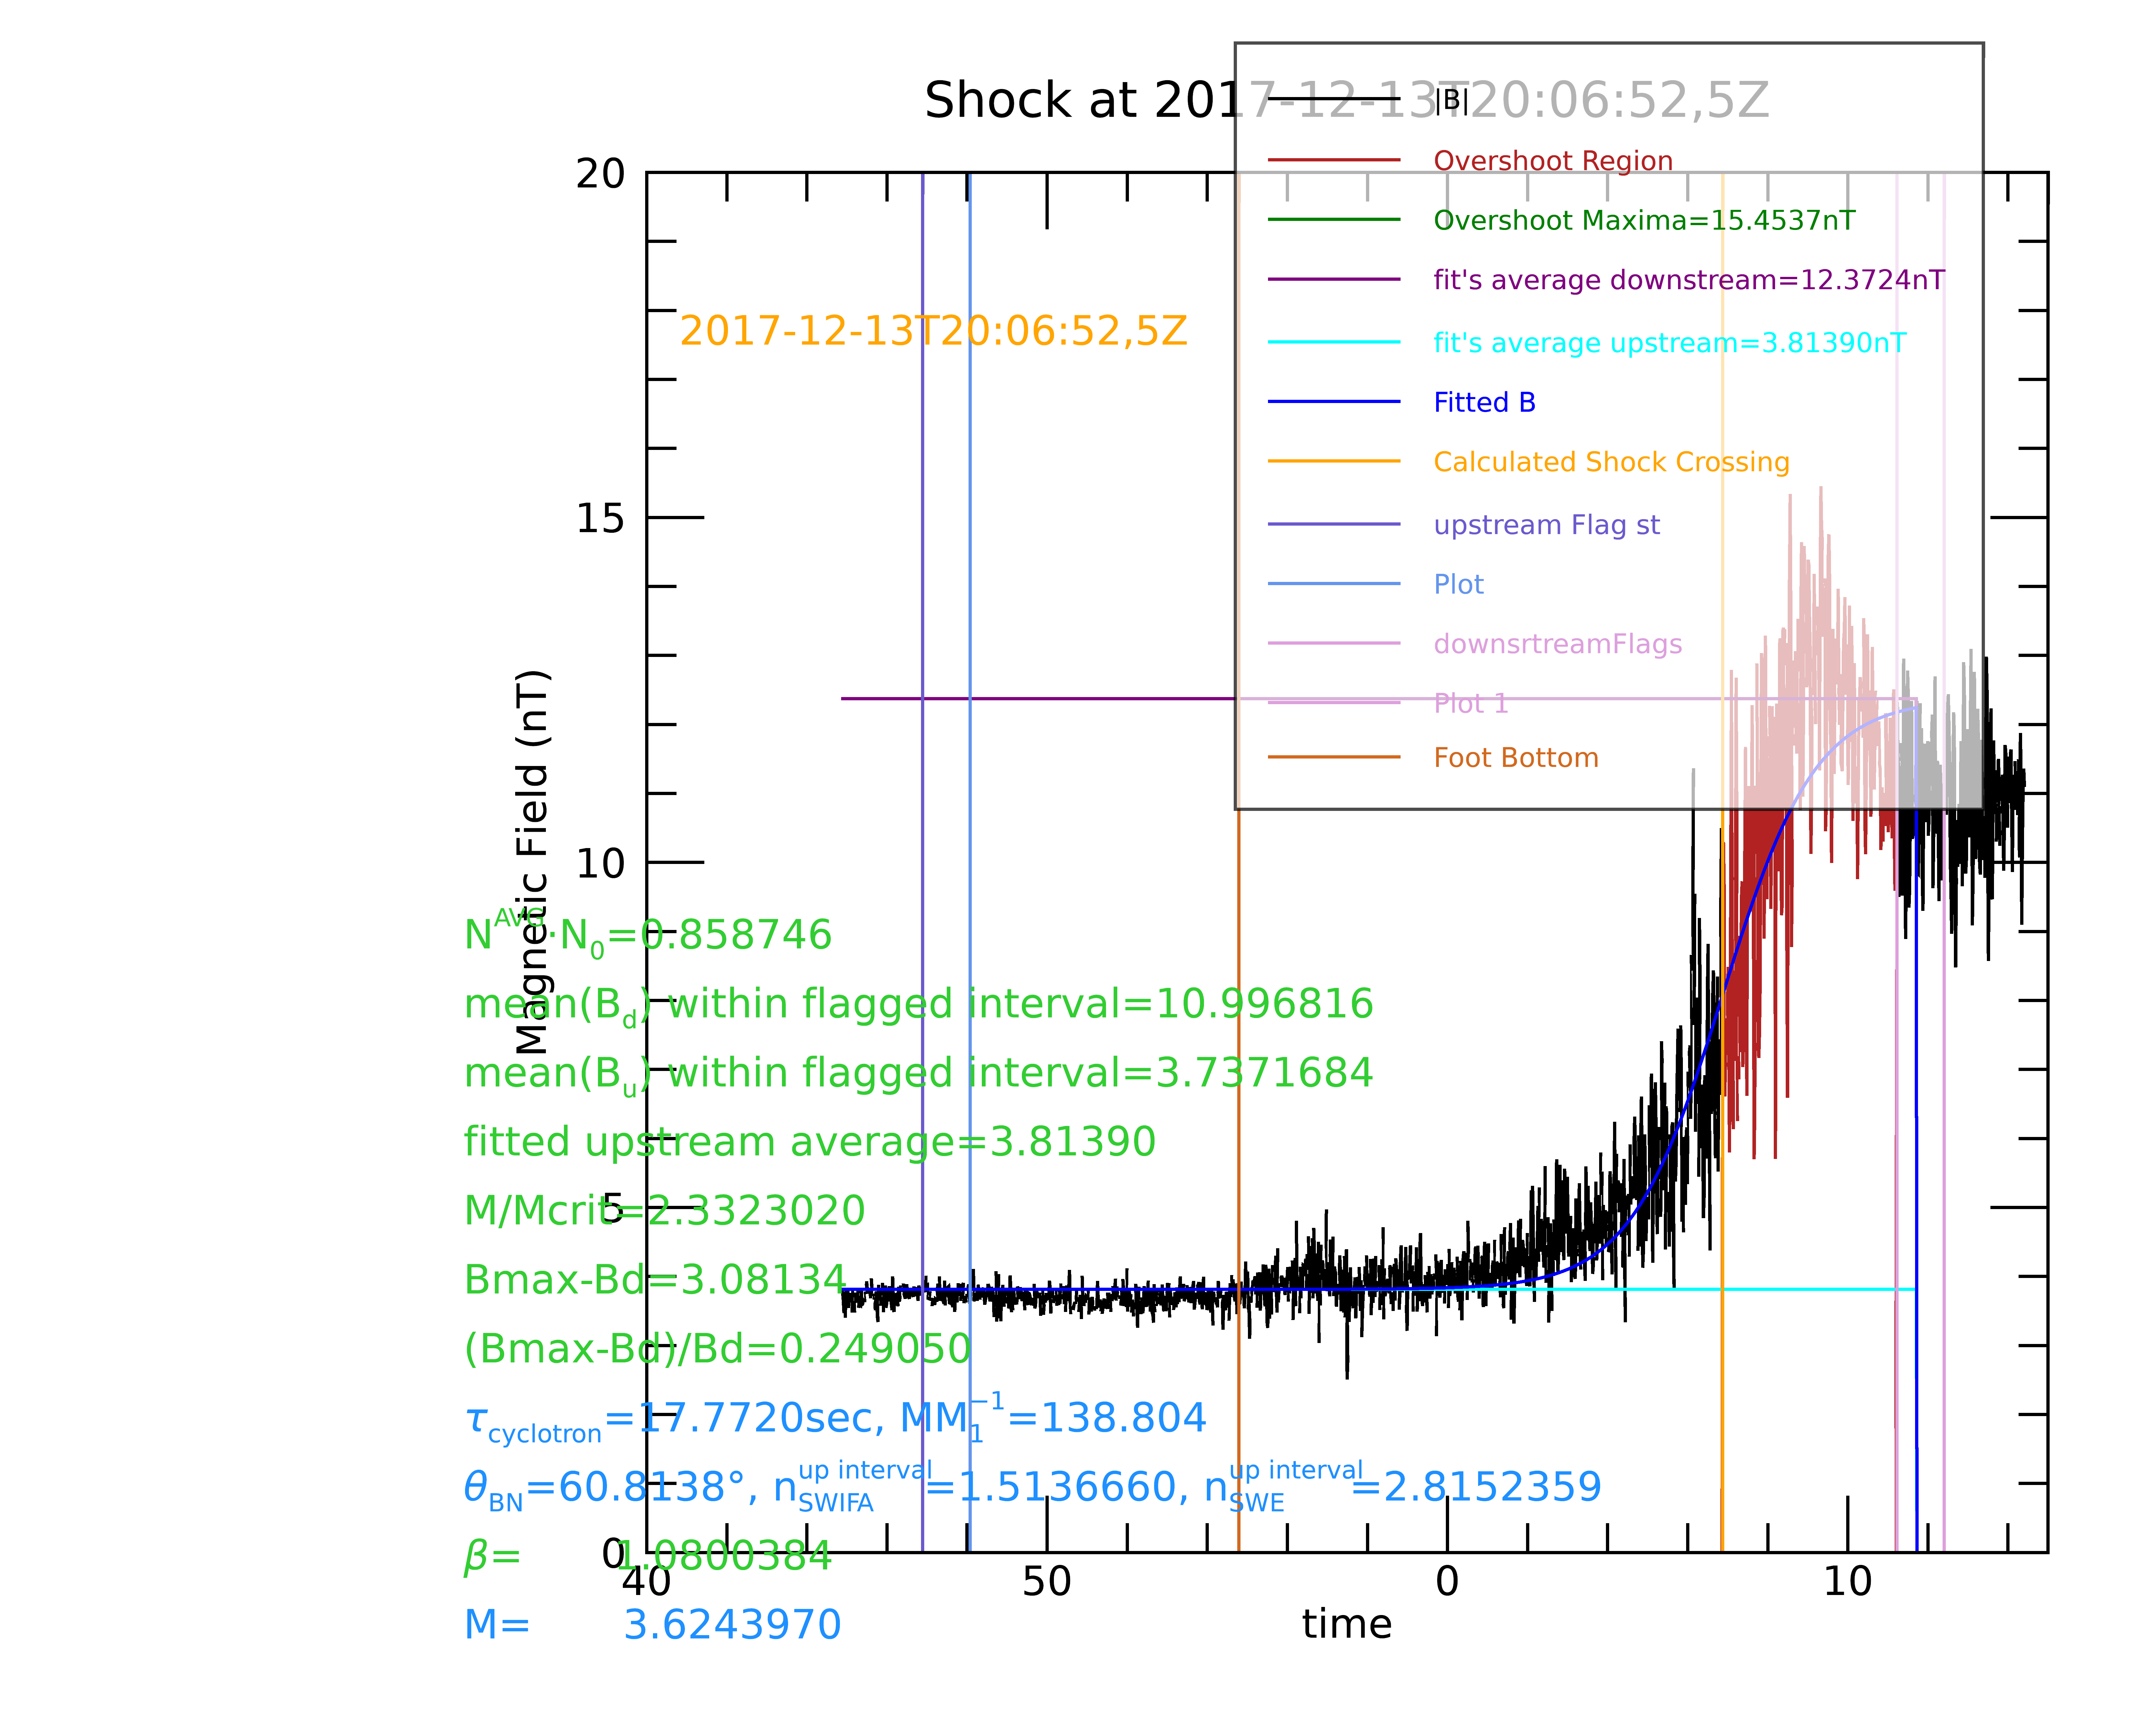 Shock at 2017-12-13T20:06:52,5Z
|B|
Overshoot Region
Overshoot Maxima=15.4537nT
fit's average downstream=12.3724nT
fit's average upstream=3.81390nT
Fitted B
Calculated Shock Crossing
upstream Flag st
Plot
downsrtreamFlags
Plot 1
Foot Bottom
2017-12-13T20:06:52,5Z
20
15
10
5
0
Magnetic Field (nT)
N^AVG·N_0=0.858746
mean(B_d) within flagged interval=10.996816
mean(B_u) within flagged interval=3.7371684
fitted upstream average=3.81390
M/Mcrit=2.3323020
Bmax-Bd=3.08134
(Bmax-Bd)/Bd=0.249050
τ_cyclotron=17.7720sec, MM_1^−1=138.804
θ_BN=60.8138°, n_SWIFA^up interval=1.5136660, n_SWE^up interval=2.8152359
β= 1.0800384
M= 3.6243970
40 50 0 10
time